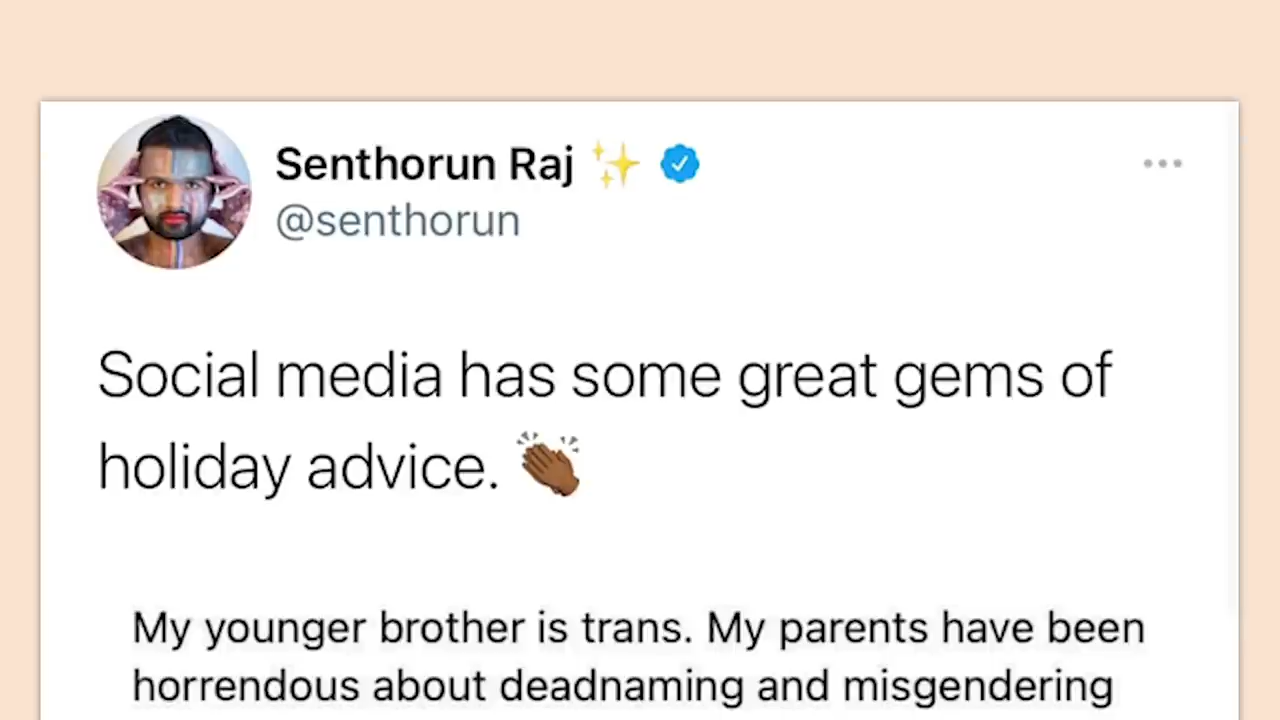 Senthorun Raj ✨
@senthorun
Social media has some great gems of
holiday advice. 👏🏾
My younger brother is trans. My parents have been
horrendous about deadnaming and misgendering